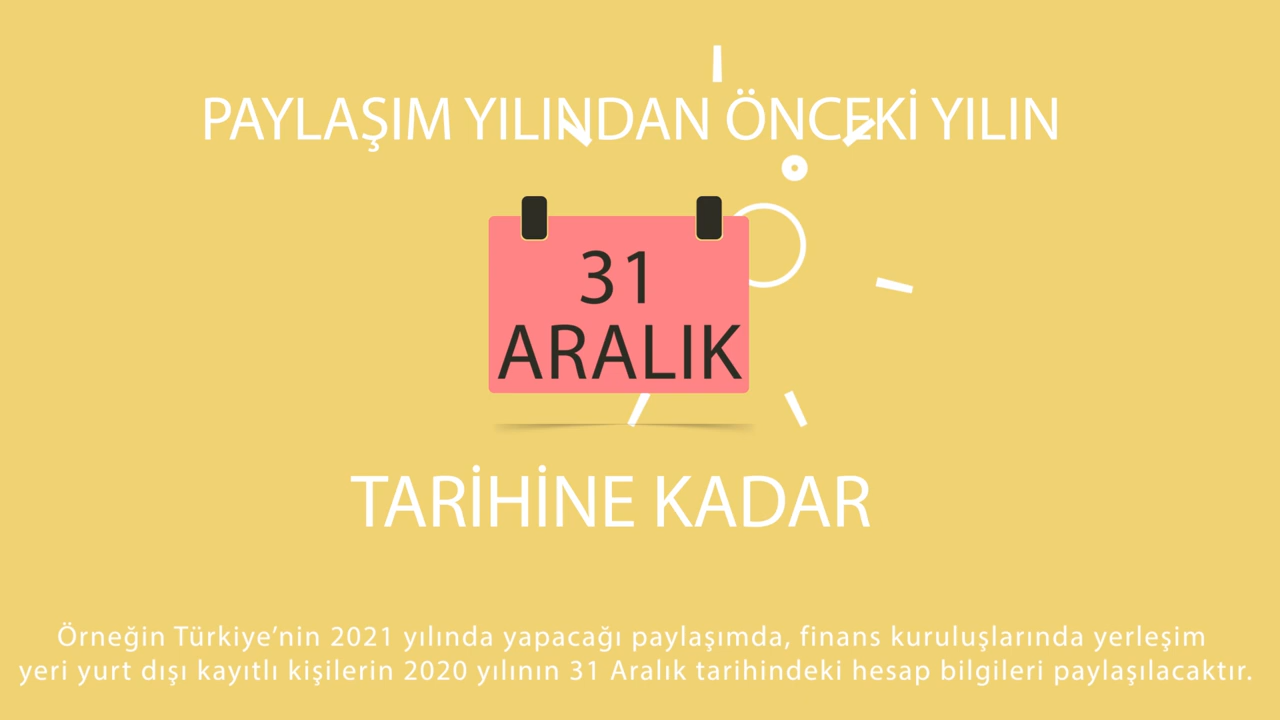 PAYLAŞIM YILINDAN ÖNCEKİ YILIN
31
ARALIK
TARİHİNE KADAR
Örneğin Türkiye’nin 2021 yılında yapacağı paylaşımda, finans kuruluşlarında yerleşim
yeri yurt dışı kayıtlı kişilerin 2020 yılının 31 Aralık tarihindeki hesap bilgileri paylaşılacaktır.